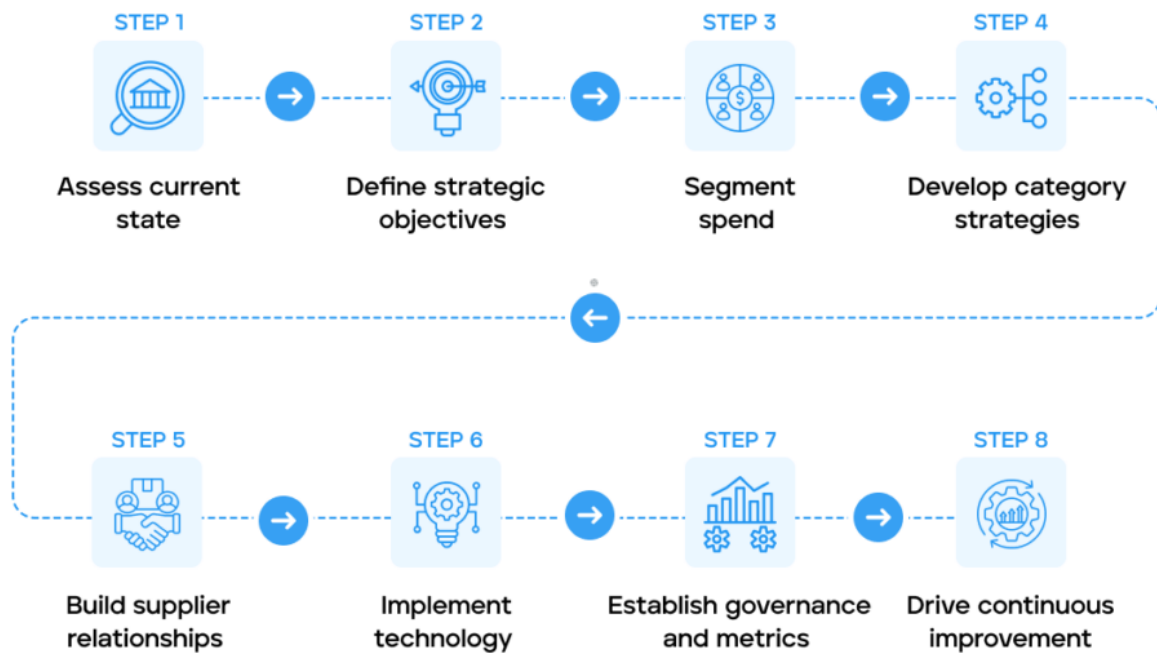 STEP 1
Assess current
state
STEP 2
Define strategic
objectives
STEP 3
$
Segment
spend
STEP 4
Develop category
strategies
STEP 5
Build supplier
relationships
STEP 6
Implement
technology
STEP 7
Establish governance
and metrics
STEP 8
Drive continuous
improvement